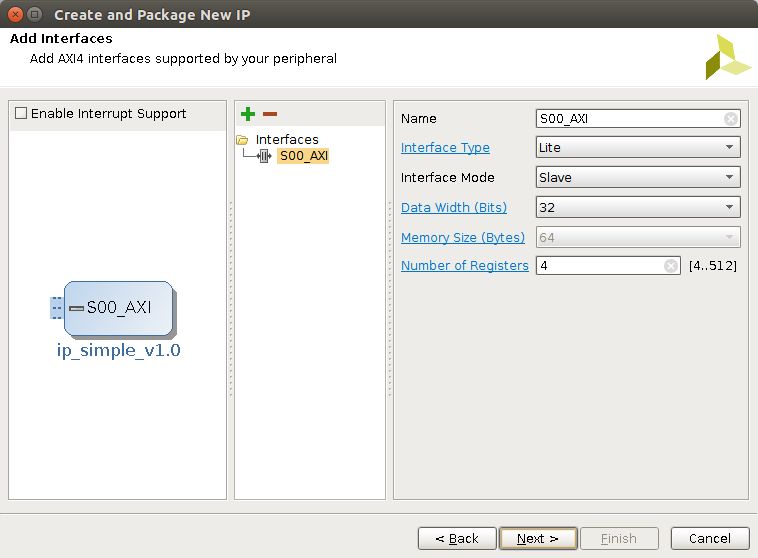 Create and Package New IP
Add Interfaces
Add AXI4 interfaces supported by your peripheral
Enable Interrupt Support
S00_AXI
ip_simple_v1.0
Interfaces
S00_AXI
Name S00_AXI
Interface Type Lite
Interface Mode Slave
Data Width (Bits) 32
Memory Size (Bytes) 64
Number of Registers 4 [4..512]
< Back Next > Finish Cancel